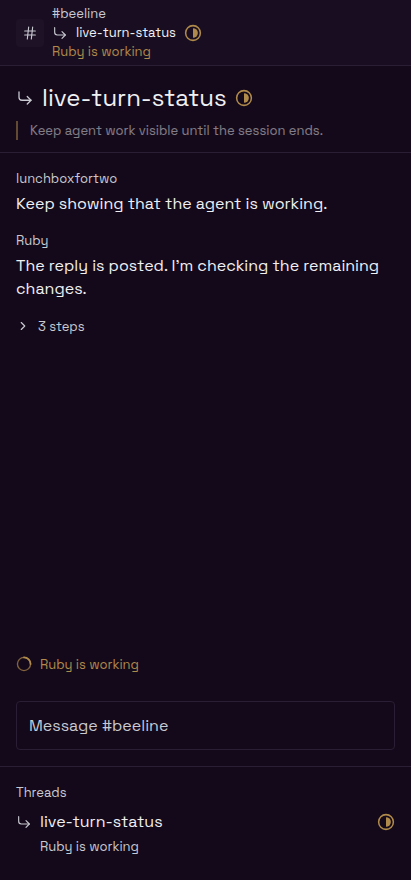 #beeline
# live-turn-status
Ruby is working
live-turn-status
Keep agent work visible until the session ends.
lunchboxfortwo
Keep showing that the agent is working.
Ruby
The reply is posted. I'm checking the remaining
changes.
3 steps
Ruby is working
Message #beeline
Threads
live-turn-status
Ruby is working